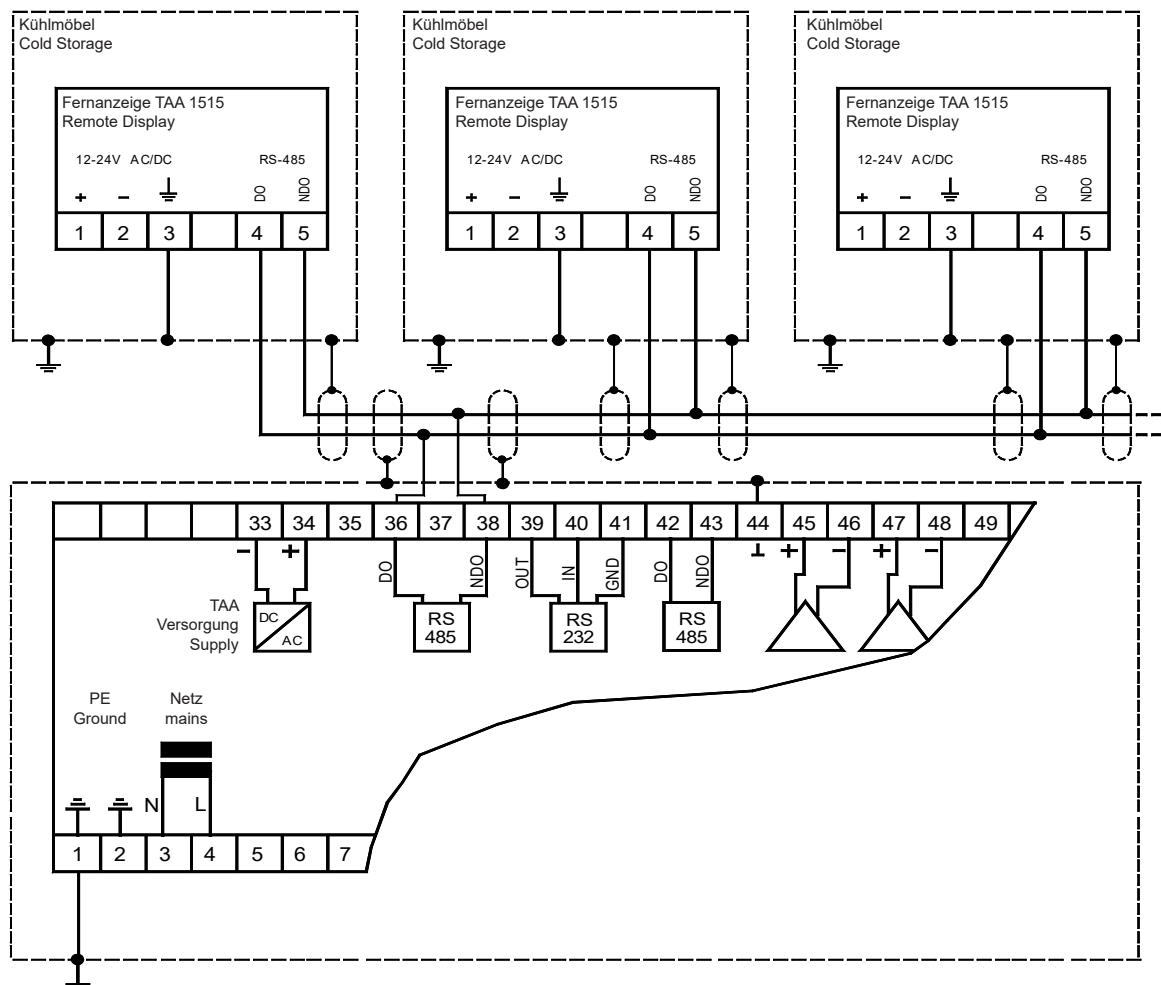 Kühlmöbel
Cold Storage
Fernanzeige TAA 1515
Remote Display
12-24V AC/DC
RS-485
+
–
DO
NDO
1 2 3 4 5
Kühlmöbel
Cold Storage
Fernanzeige TAA 1515
Remote Display
12-24V AC/DC
RS-485
+
–
DO
NDO
1 2 3 4 5
Kühlmöbel
Cold Storage
Fernanzeige TAA 1515
Remote Display
12-24V AC/DC
RS-485
+
–
DO
NDO
1 2 3 4 5
33 34 35 36 37 38 39 40 41 42 43 44 45 46 47 48 49
–
+
DO
NDO
OUT
IN
GND
DO
NDO
+
–
+
–
TAA
Versorgung
Supply
DC
AC
RS
485
RS
232
RS
485
PE
Ground
Netz
mains
N
L
1 2 3 4 5 6 7